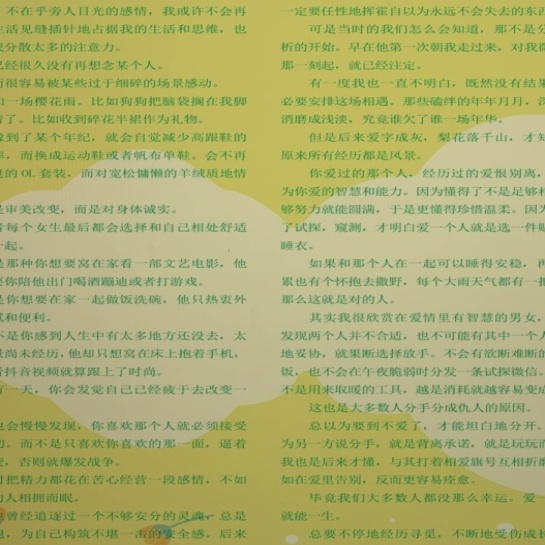 不在乎旁人目光的感情，我或许不会再
生活见缝插针地占据我的生活和思维，也
分散太多的注意力。
已经很久没有再想念某个人。
而很容易被某些过于细碎的场景感动。
如一场樱花雨。比如狗狗把脑袋搁在我脚
了。比如收到碎花半裙作为礼物。
到了某个年纪，就会自觉减少高跟鞋的
率，而换成运动鞋或者帆布单鞋。会不再
的 OL 套装，而对宽松慵懒的羊绒质地情
是审美改变，而是对身体诚实。
每个女生最后都会选择和自己相处舒适
一起。
是那种你想要窝在家看一部文艺电影，他
要你陪他出门喝酒蹦迪或者打游戏。
是你想要在家一起做饭洗碗，他只热衷外
和便利。
不是你感到人生中有太多地方还没去，太
尚未经历，他却只想窝在床上抱着手机，
抖音视频就算跟上了时尚。
有一天，你会发觉自己已经疲于去改变一
也会慢慢发现，你喜欢那个人就必须接受
切。而不是只喜欢你喜欢的那一面，逼着
，否则就爆发战争。
把精力都花在苦心经营一段感情，不如
的人相拥而眠。
也曾经追逐过一个不够安分的灵魂，总是
，为自己构筑不堪一击的安全感。后来
一定要任性地挥霍自以为永远不会失去的东西
可是当时的我们怎么会知道，那不是分
析的开始。早在他第一次朝我走过来，对我微
那一刻起，就已经注定。
有一度我也一直不明白，既然没有结果
必要安排这场相遇。那些磕绊的年年月月，深
消磨成浅淡，究竟谁欠了谁一场年华。
但是后来爱字成灰，梨花落千山，才知
原来所有经历都是风景。
你爱过的那个人，经历过的爱恨别离，
为你爱的智慧和能力。因为懂得了不是足够相
够努力就能圆满，于是更懂得珍惜温柔。因为
了试探，窥测，才明白爱一个人就是选一件贴
睡衣。
如果和那个人在一起可以睡得安稳，再
累也有个怀抱去撒野，每个大雨天气都有一把
那么这就是对的人。
其实我很欣赏在爱情里有智慧的男女，
发现两个人并不合适，也不可能有其中一个人
地妥协，就果断选择放手。不会有欲断难断的
饭，也不会在午夜脆弱时分发一条试探微信。
不是用来取暖的工具，越是消耗就越容易变成
这也是大多数人分手分成仇人的原因。
总以为要到不爱了，才能坦白地分开。
为另一方说分手，就是背离承诺，就是玩玩而
我也是后来才懂，与其打着相爱旗号互相折磨
如在爱里告别，反而更容易经意。
毕竟我们大多数人都没那么幸运。爱一
就能一生。
总要不停地经历寻觅，不断地受伤成长